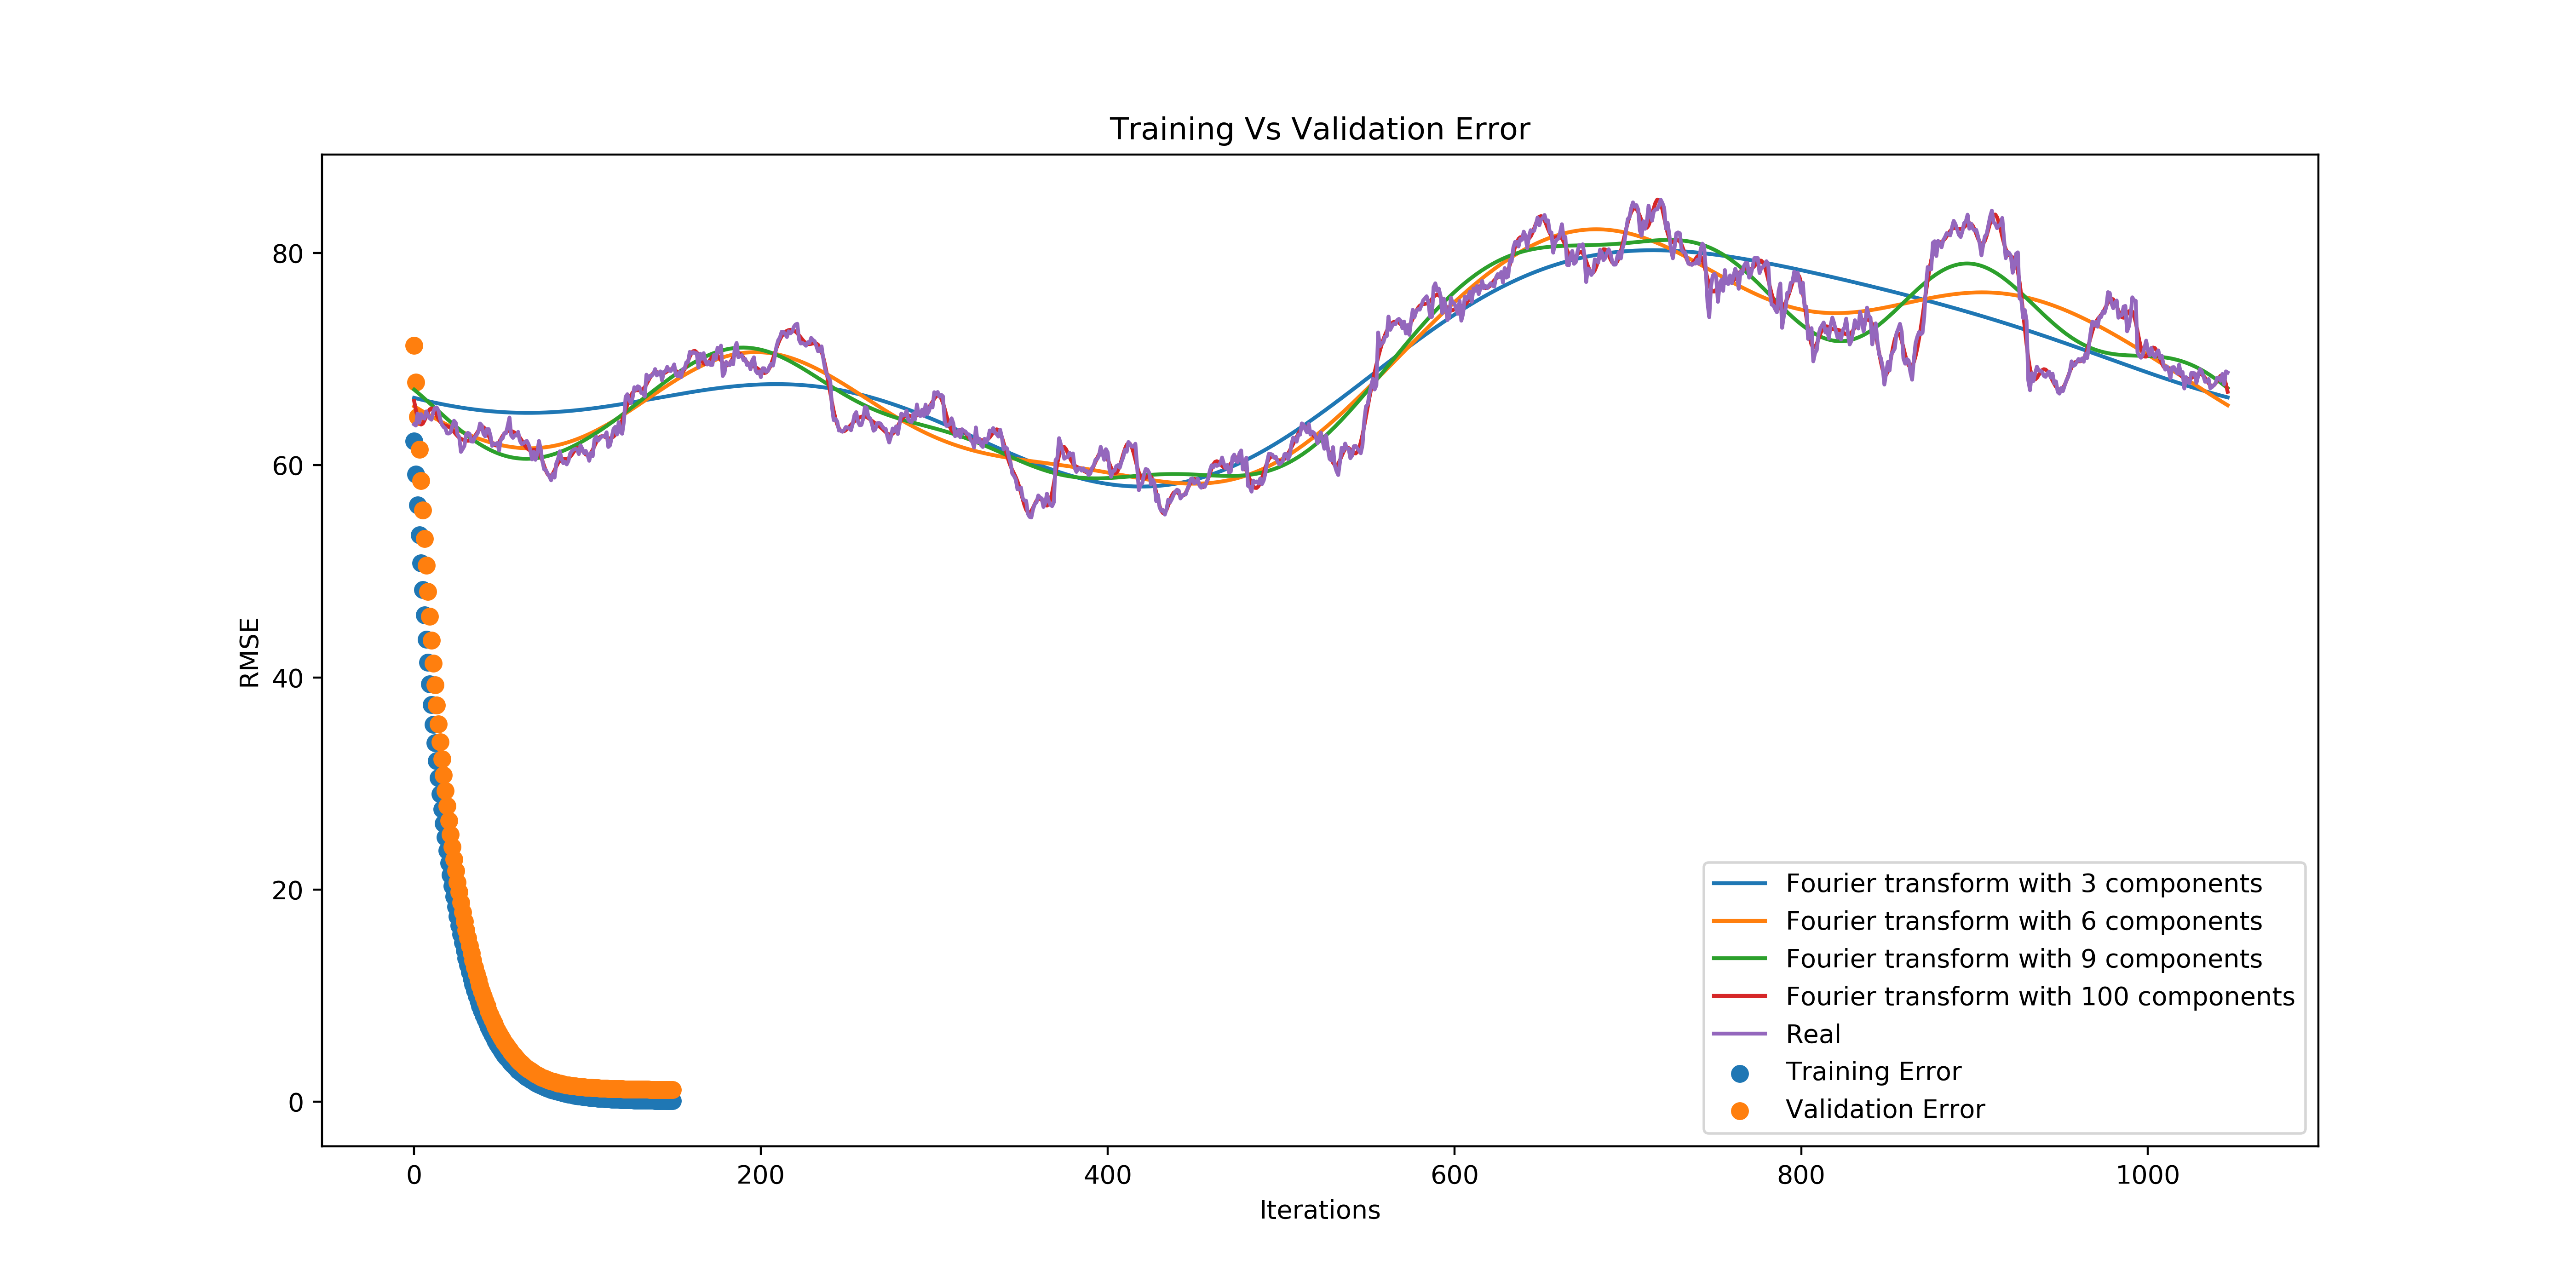 Training Vs Validation Error
80
60
40
20
0
RMSE
0 200 400 600 800 1000
Iterations
Fourier transform with 3 components
Fourier transform with 6 components
Fourier transform with 9 components
Fourier transform with 100 components
Real
Training Error
Validation Error